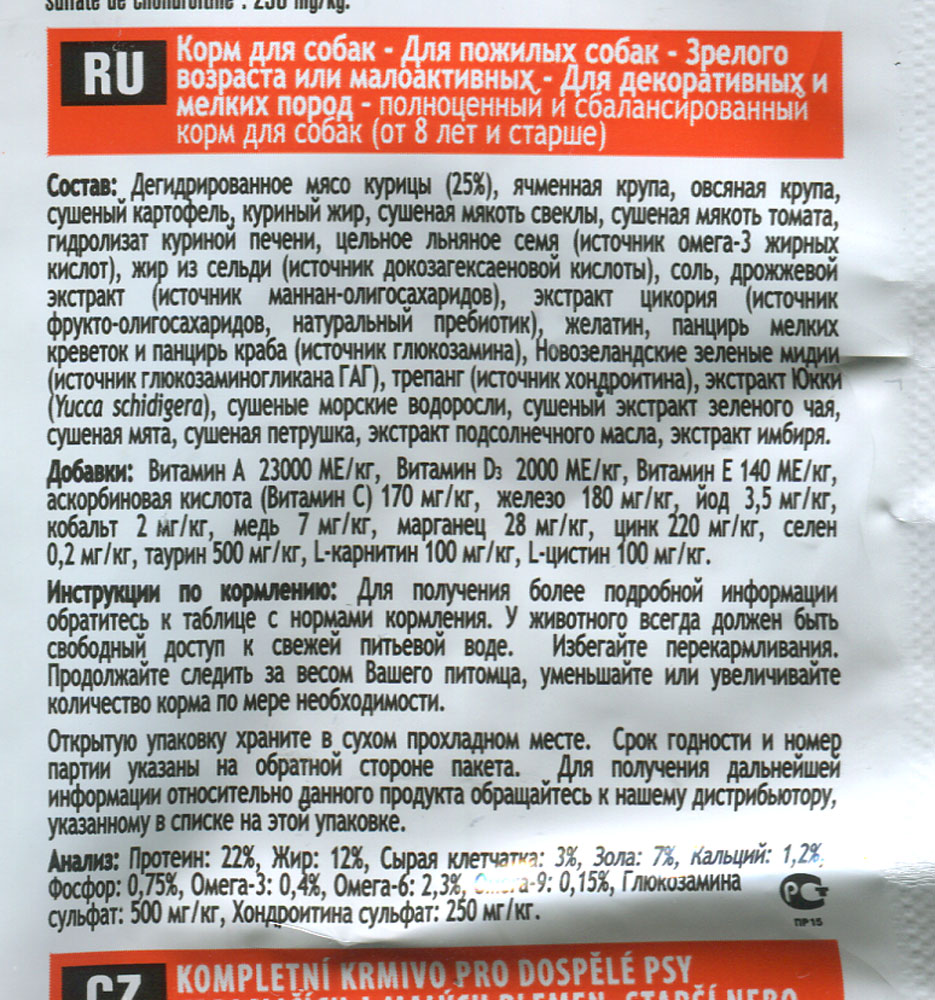 sulfate de chondroïtine : 250 mg/kg.
RU
Корм для собак - Для пожилых собак - Зрелого
возраста или малоактивных - Для декоративных и
мелких пород - полноценный и сбалансированный
корм для собак (от 8 лет и старше)
Состав: Дегидрированное мясо курицы (25%), ячменная крупа, овсяная крупа,
сушеный картофель, куриный жир, сушеная мякоть свеклы, сушеная мякоть томата,
гидролизат куриной печени, цельное льняное семя (источник омега-3 жирных
кислот), жир из сельди (источник докозагексаеновой кислоты), соль, дрожжевой
экстракт (источник маннан-олигосахаридов), экстракт цикория (источник
фрукто-олигосахаридов, натуральный пребиотик), желатин, панцирь мелких
креветок и панцирь краба (источник глюкозамина), Новозеландские зеленые мидии
(источник глюкозаминогликана ГАГ), трепанг (источник хондроитина), экстракт Юкки
(Yucca schidigera), сушеные морские водоросли, сушеный экстракт зеленого чая,
сушеная мята, сушеная петрушка, экстракт подсолнечного масла, экстракт имбиря.
Добавки: Витамин А 23000 МЕ/кг, Витамин D3 2000 МЕ/кг, Витамин Е 140 МЕ/кг,
аскорбиновая кислота (Витамин С) 170 мг/кг, железо 180 мг/кг, йод 3,5 мг/кг,
кобальт 2 мг/кг, медь 7 мг/кг, марганец 28 мг/кг, цинк 220 мг/кг, селен
0,2 мг/кг, таурин 500 мг/кг, L-карнитин 100 мг/кг, L-цистин 100 мг/кг.
Инструкции по кормлению: Для получения более подробной информации
обратитесь к таблице с нормами кормления. У животного всегда должен быть
свободный доступ к свежей питьевой воде. Избегайте перекармливания.
Продолжайте следить за весом Вашего питомца, уменьшайте или увеличивайте
количество корма по мере необходимости.
Открытую упаковку храните в сухом прохладном месте. Срок годности и номер
партии указаны на обратной стороне пакета. Для получения дальнейшей
информации относительно данного продукта обращайтесь к нашему дистрибьютору,
указанному в списке на этой упаковке.
Анализ: Протеин: 22%, Жир: 12%, Сырая клетчатка: 3%, Зола: 7%, Кальций: 1,2%,
Фосфор: 0,75%, Омега-3: 0,4%, Омега-6: 2,3%, Омега-9: 0,15%, Глюкозамина
сульфат: 500 мг/кг, Хондроитина сульфат: 250 мг/кг.
ПР15
CZ
KOMPLETNÍ KRMIVO PRO DOSPĚLÉ PSY